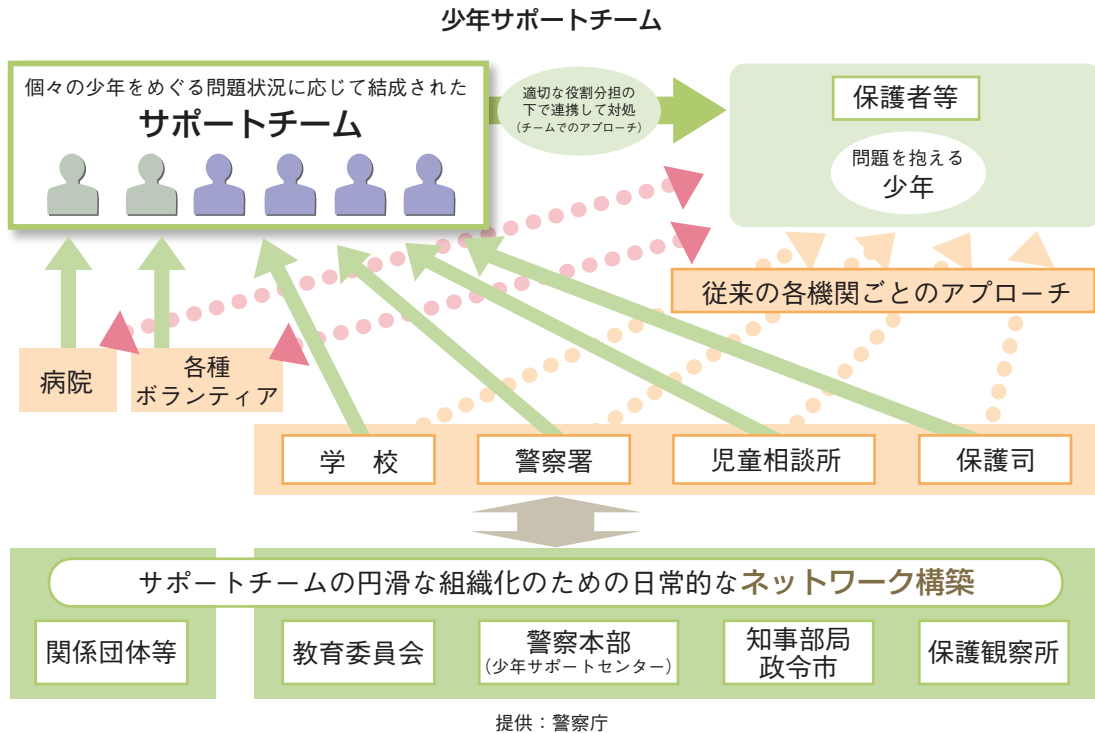 少年サポートチーム
個々の少年をめぐる問題状況に応じて結成された
サポートチーム
適切な役割分担の
下で連携して対処
(チームでのアプローチ)
保護者等
問題を抱える
少年
従来の各機関ごとのアプローチ
病院
各種
ボランティア
学　校
警察署
児童相談所
保護司
サポートチームの円滑な組織化のための日常的なネットワーク構築
関係団体等
教育委員会
警察本部
(少年サポートセンター)
知事部局
政令市
保護観察所
提供：警察庁